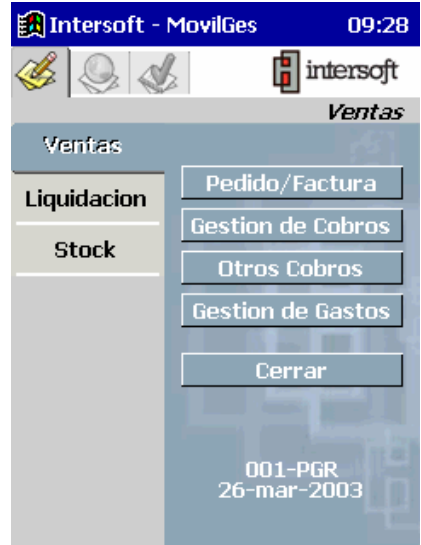 Intersoft - MovilGes 09:28
intersoft
Ventas
Ventas
Liquidacion
Stock
Pedido/Factura
Gestion de Cobros
Otros Cobros
Gestion de Gastos
Cerrar
001-PGR
26-mar-2003